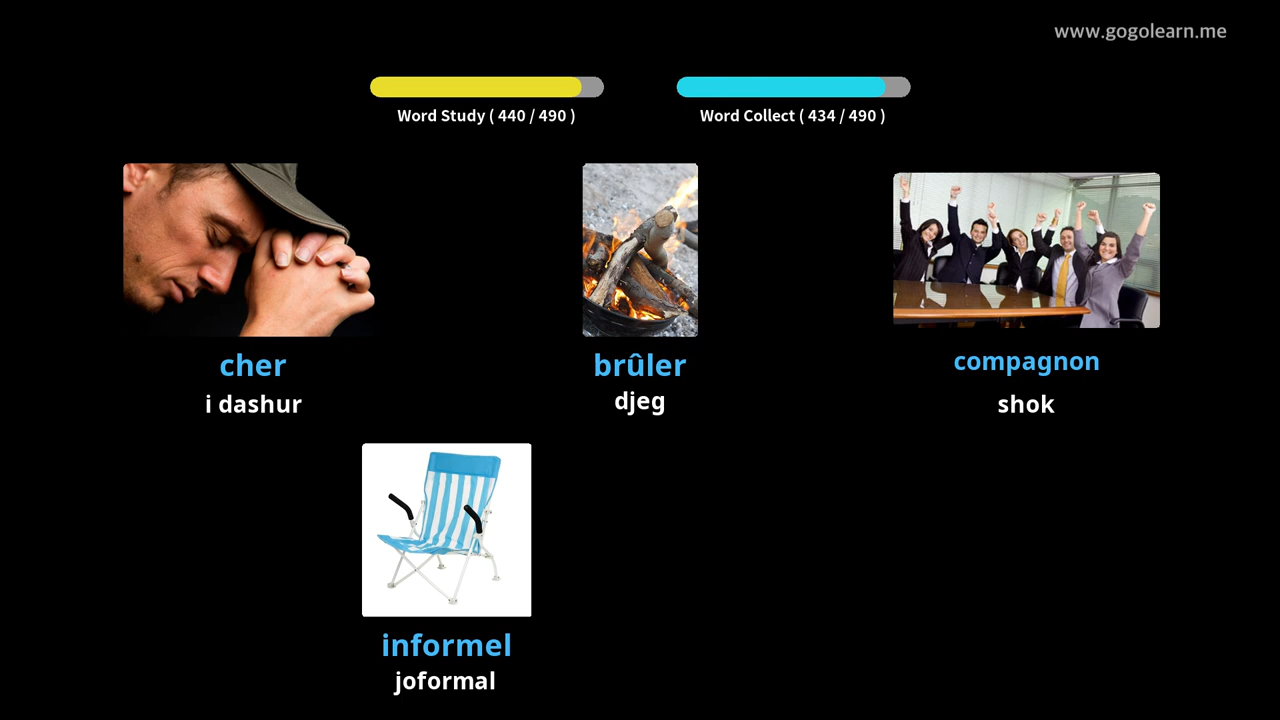 www.gogolearn.me
Word Study ( 440 / 490 )
Word Collect ( 434 / 490 )
cher
i dashur
brûler
djeg
compagnon
shok
informel
joformal